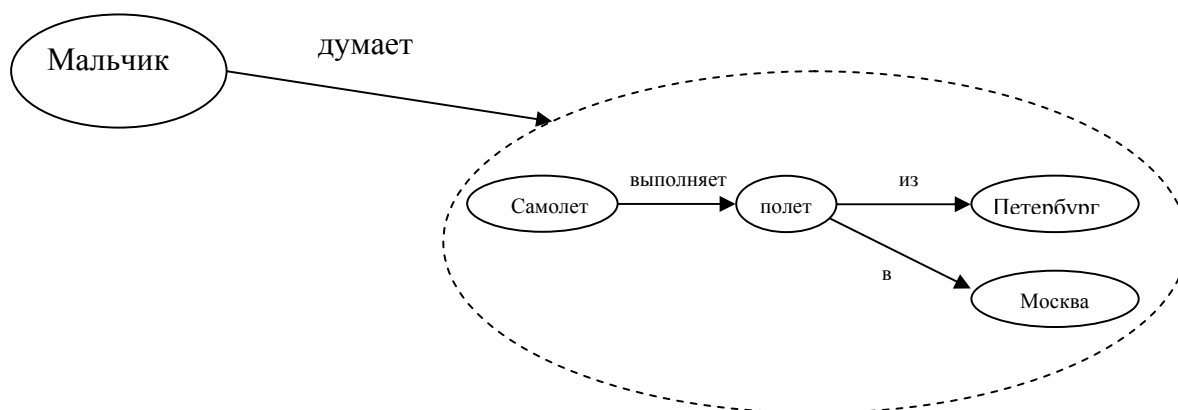 Мальчик
думает
Самолет
выполняет
полет
из
Петербург
в
Москва